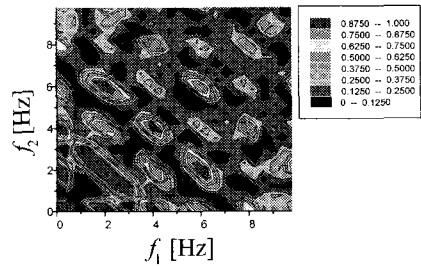 0.8750 -- 1.000
0.7500 -- 0.8750
0.6250 -- 0.7500
0.5000 -- 0.6250
0.3750 -- 0.5000
0.2500 -- 0.3750
0.1250 -- 0.2500
0 -- 0.1250
8
6
4
2
0
f₂ [Hz]
0 2 4 6 8
f₁ [Hz]